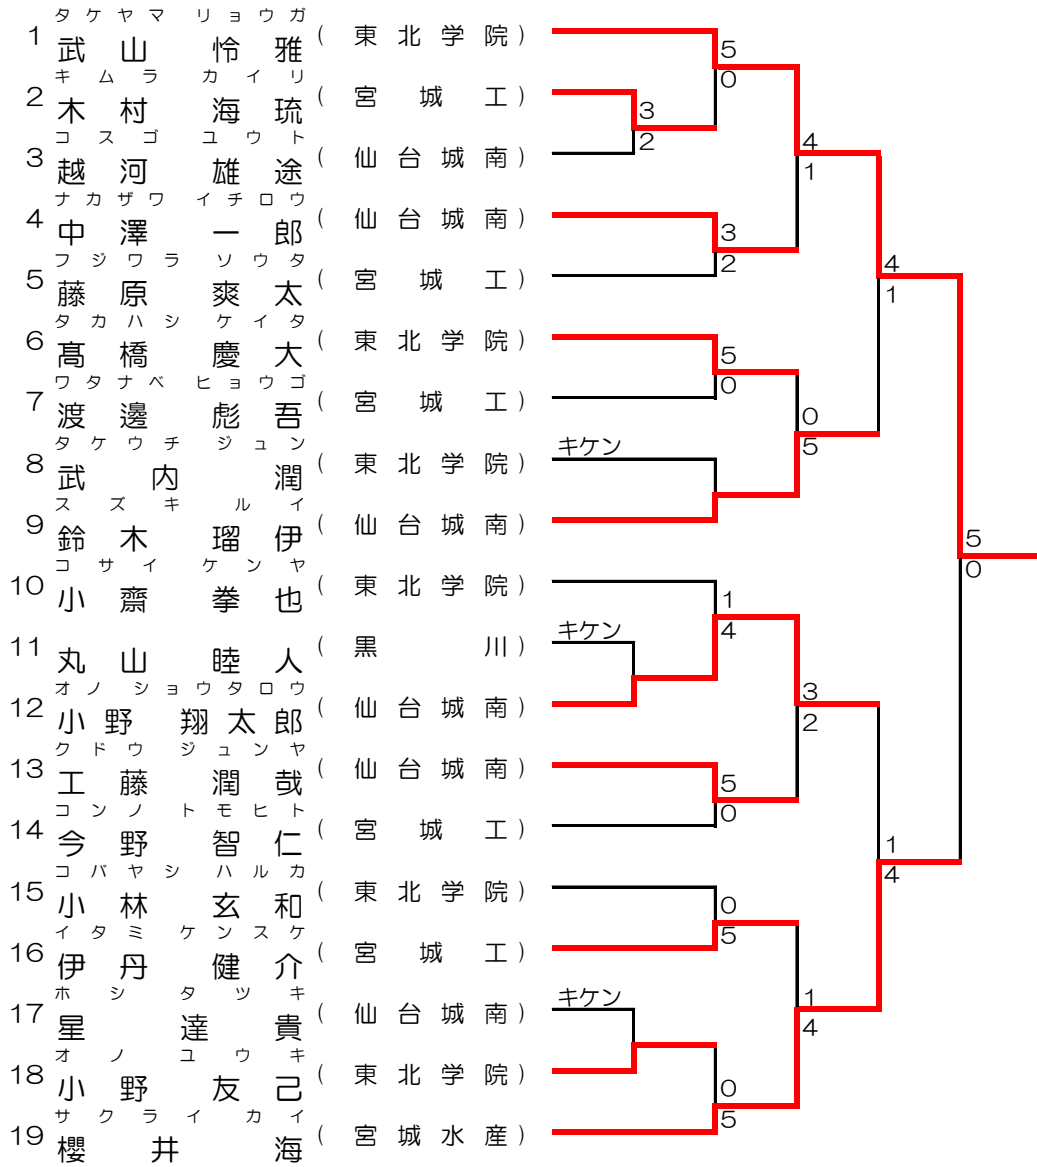 タケヤマ リョウガ
1 武山 怜雅 (東北学院)
キムラ カイリ
2 木村 海琉 (宮城工)
コスゴ ユウト
3 越河 雄途 (仙台城南)
ナカザワ イチロウ
4 中澤 一郎 (仙台城南)
フジワラ ソウタ
5 藤原 爽太 (宮城工)
タカハシ ケイタ
6 髙橋 慶大 (東北学院)
ワタナベ ヒョウゴ
7 渡邊 彪吾 (宮城工)
タケウチ ジュン
8 武内 潤 (東北学院) キケン
スズキ ルイ
9 鈴木 瑠伊 (仙台城南)
コサイ ケンヤ
10 小齋 拳也 (東北学院)
11 丸山 睦人 (黒川) キケン
オノ ショウタロウ
12 小野 翔太郎 (仙台城南)
クドウ ジュンヤ
13 工藤 潤哉 (仙台城南)
コンノ トモヒト
14 今野 智仁 (宮城工)
コバヤシ ハルカ
15 小林 玄和 (東北学院)
イタミ ケンスケ
16 伊丹 健介 (宮城工)
ホシ タツキ
17 星 達貴 (仙台城南) キケン
オノ ユウキ
18 小野 友己 (東北学院)
サクライ カイ
19 櫻井 海 (宮城水産)
5
0
3
2
3
2
5
0
1
4
5
0
0
5
0
5
4
1
0
5
3
2
1
4
4
1
1
4
5
0